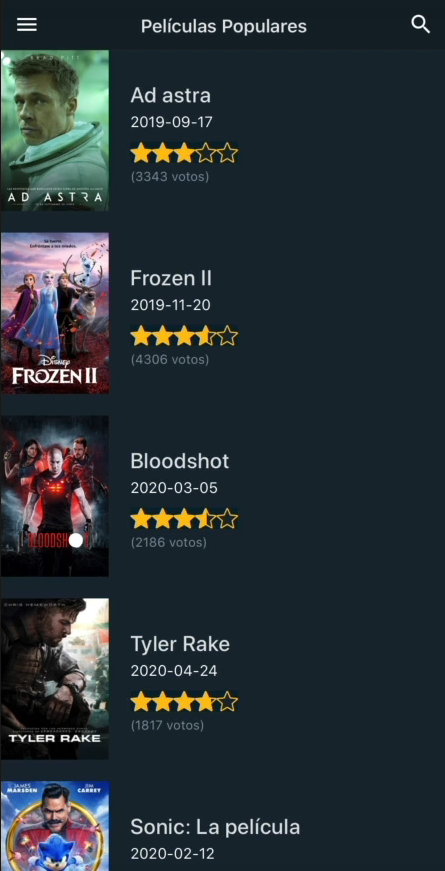 Películas Populares
BRAD PITT
AD ASTRA
Ad astra
2019-09-17
(3343 votos)
Disney
FROZEN II
Frozen II
2019-11-20
(4306 votos)
Bloodshot
2020-03-05
(2186 votos)
CHRIS HEMSWORTH
TYLER RAKE
Tyler Rake
2020-04-24
(1817 votos)
JAMES MARSDEN
JIM CARREY
Sonic: La película
2020-02-12